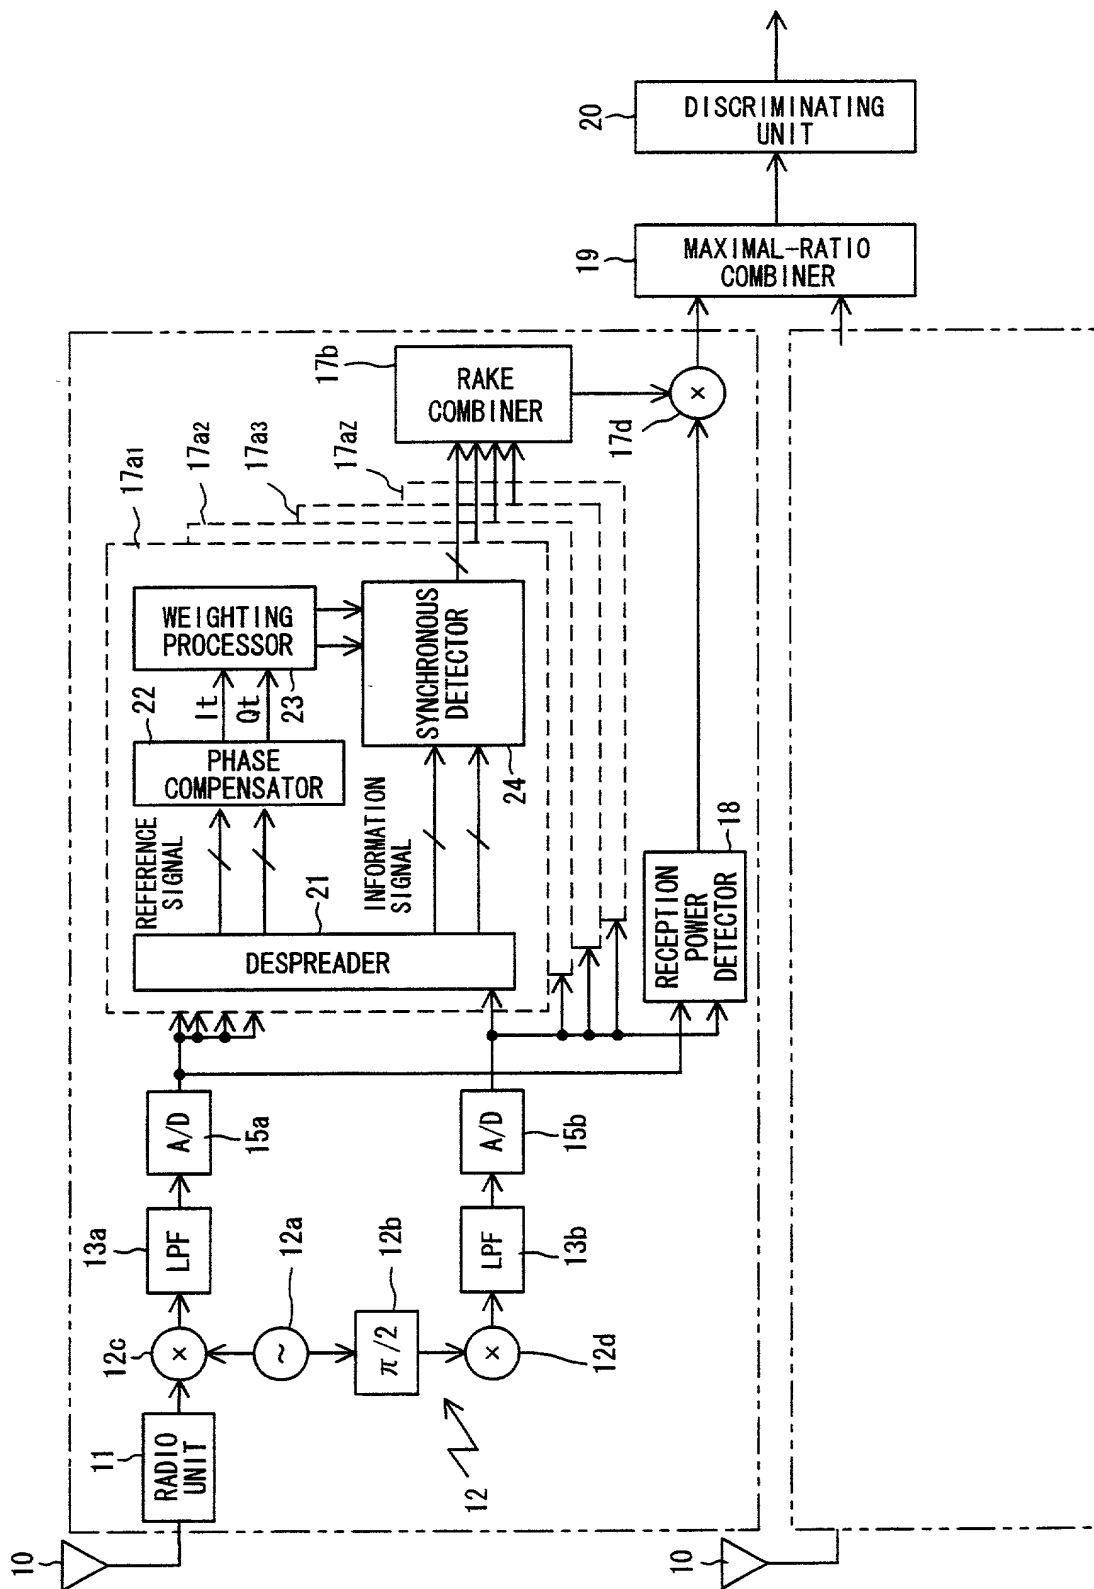 10
11
RADIO
UNIT
12c
×
12a
~
12b
π/2
12d
×
12
13a
LPF
13b
LPF
15a
A/D
15b
A/D
21
DESPREADER
REFERENCE
SIGNAL
INFORMATION
SIGNAL
22
PHASE
COMPENSATOR
It
Qt
WEIGHTING
PROCESSOR
23
SYNCHRONOUS
DETECTOR
24
17a1
17a2
17a3
17aZ
17b
RAKE
COMBINER
×
17d
18
RECEPTION
POWER
DETECTOR
19
MAXIMAL-RATIO
COMBINER
20
DISCRIMINATING
UNIT
10